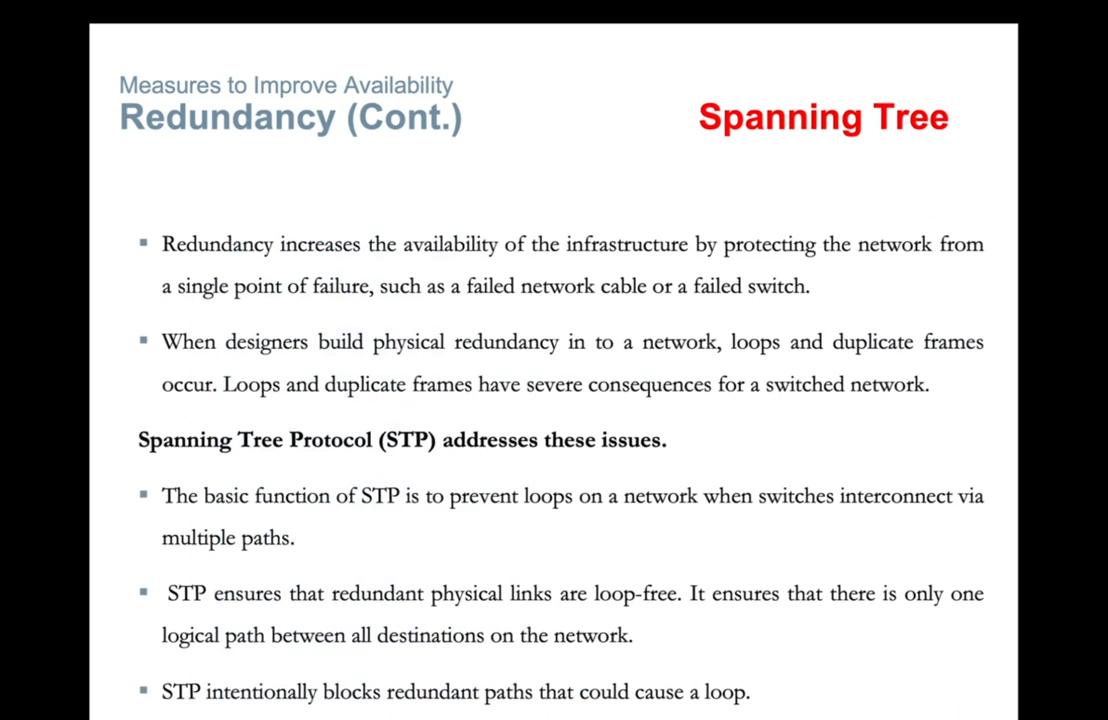 Measures to Improve Availability
Redundancy (Cont.)
Spanning Tree
▪ Redundancy increases the availability of the infrastructure by protecting the network from
a single point of failure, such as a failed network cable or a failed switch.
▪ When designers build physical redundancy in to a network, loops and duplicate frames
occur. Loops and duplicate frames have severe consequences for a switched network.
Spanning Tree Protocol (STP) addresses these issues.
▪ The basic function of STP is to prevent loops on a network when switches interconnect via
multiple paths.
▪ STP ensures that redundant physical links are loop-free. It ensures that there is only one
logical path between all destinations on the network.
▪ STP intentionally blocks redundant paths that could cause a loop.